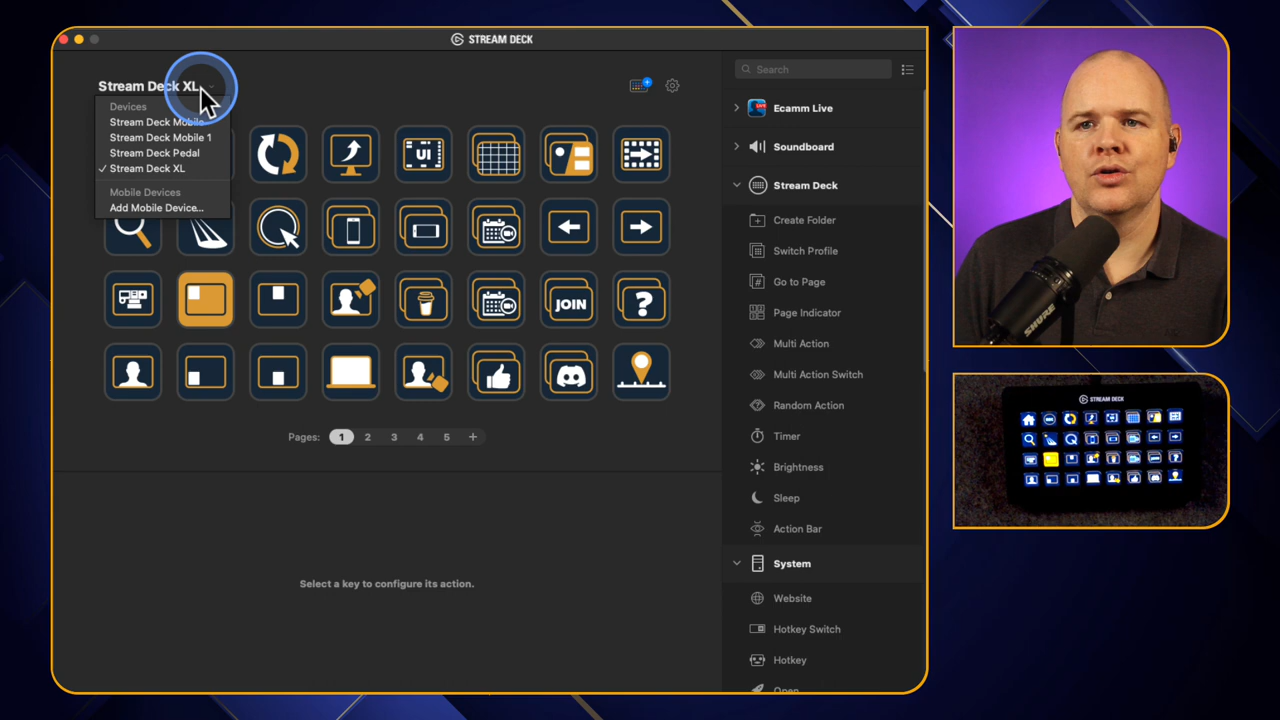 STREAM DECK
Stream Deck XL
Devices
Stream Deck Mobile
Stream Deck Mobile 1
Stream Deck Pedal
✓ Stream Deck XL
Mobile Devices
Add Mobile Device...
UI
JOIN
?
Pages: 1 2 3 4 5 +
Select a key to configure its action.
Search
Ecamm Live
Soundboard
Stream Deck
Create Folder
Switch Profile
Go to Page
Page Indicator
Multi Action
Multi Action Switch
Random Action
Timer
Brightness
Sleep
Action Bar
System
Website
Hotkey Switch
Hotkey
Open
SHURE
STREAM DECK